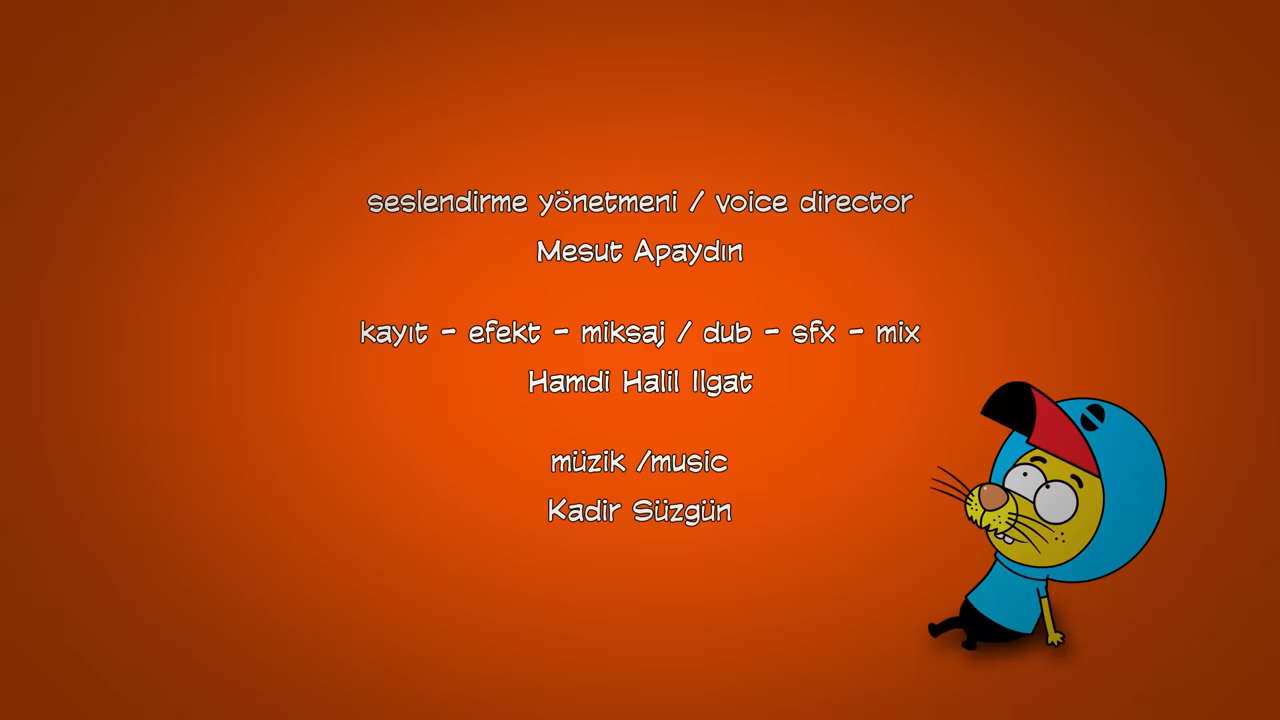 seslendirme yönetmeni / voice director
Mesut Apaydın
kayıt - efekt - miksaj / dub - sfx - mix
Hamdi Halil Ilgat
müzik /music
Kadir Süzgün